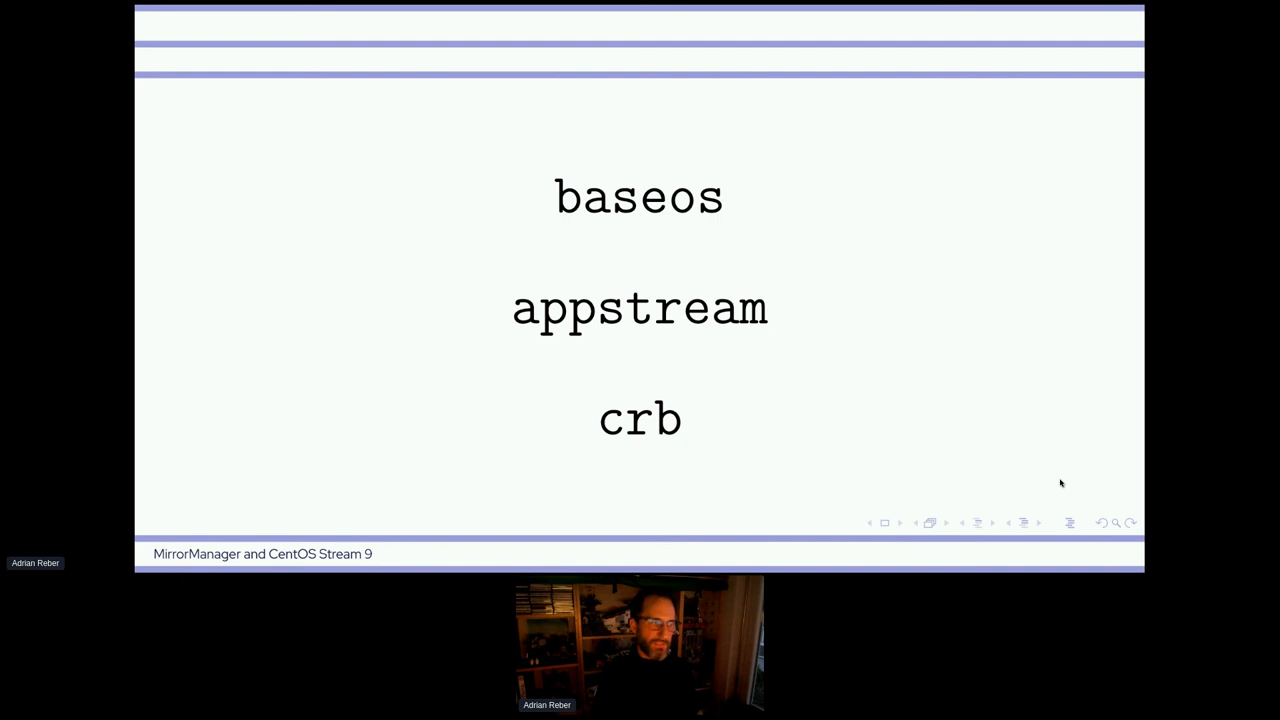 baseos
appstream
crb
MirrorManager and CentOS Stream 9
Adrian Reber
Adrian Reber